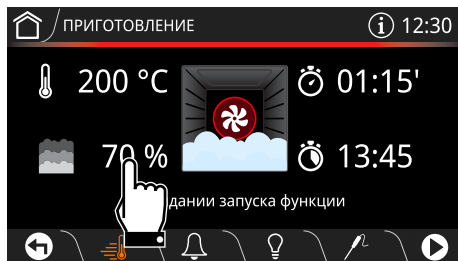 ПРИГОТОВЛЕНИЕ
i 12:30
200 °C
01:15'
70 %
13:45
запуска функции